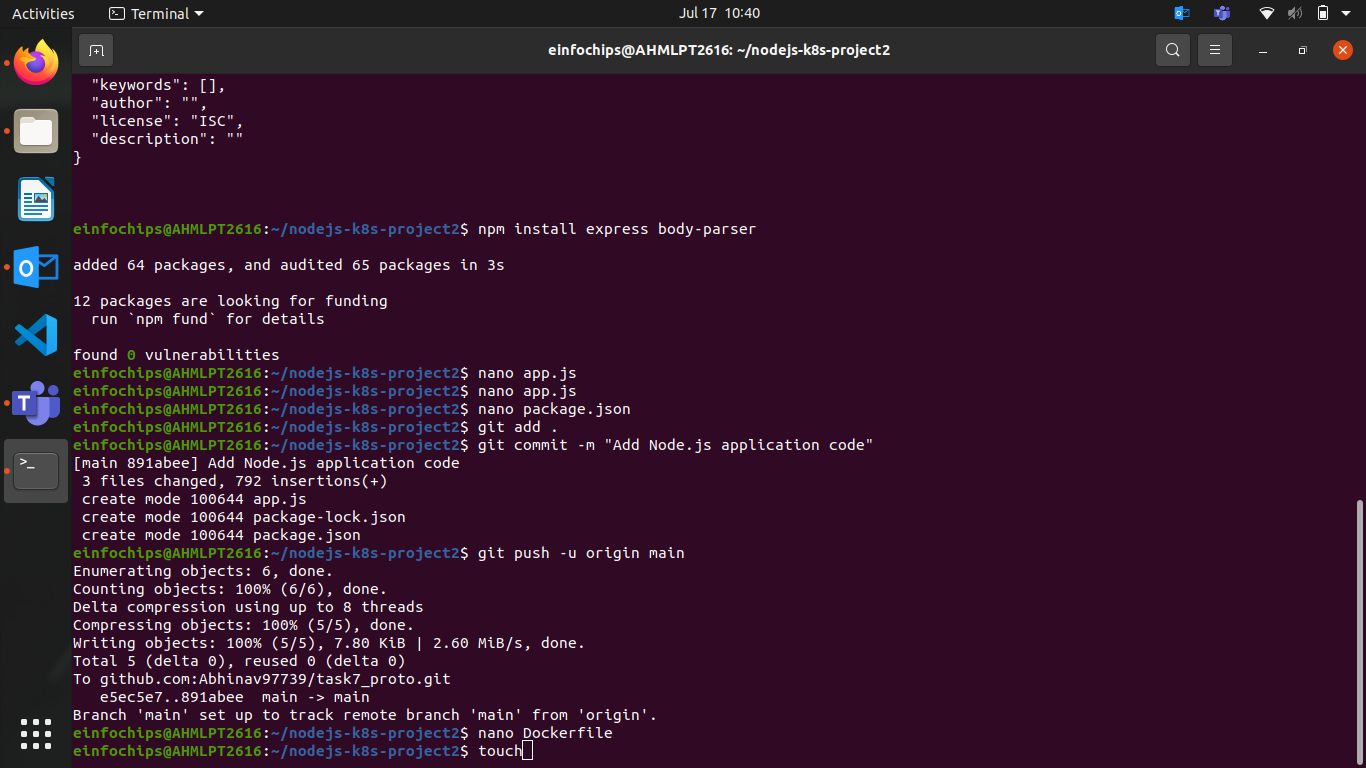 Activities
Terminal
Jul 17 10:40
einfochips@AHMLPT2616: ~/nodejs-k8s-project2
  "keywords": [],
  "author": "",
  "license": "ISC",
  "description": ""
}
einfochips@AHMLPT2616:~/nodejs-k8s-project2$ npm install express body-parser
added 64 packages, and audited 65 packages in 3s
12 packages are looking for funding
  run `npm fund` for details
found 0 vulnerabilities
einfochips@AHMLPT2616:~/nodejs-k8s-project2$ nano app.js
einfochips@AHMLPT2616:~/nodejs-k8s-project2$ nano app.js
einfochips@AHMLPT2616:~/nodejs-k8s-project2$ nano package.json
einfochips@AHMLPT2616:~/nodejs-k8s-project2$ git add .
einfochips@AHMLPT2616:~/nodejs-k8s-project2$ git commit -m "Add Node.js application code"
[main 891abee] Add Node.js application code
 3 files changed, 792 insertions(+)
 create mode 100644 app.js
 create mode 100644 package-lock.json
 create mode 100644 package.json
einfochips@AHMLPT2616:~/nodejs-k8s-project2$ git push -u origin main
Enumerating objects: 6, done.
Counting objects: 100% (6/6), done.
Delta compression using up to 8 threads
Compressing objects: 100% (5/5), done.
Writing objects: 100% (5/5), 7.80 KiB | 2.60 MiB/s, done.
Total 5 (delta 0), reused 0 (delta 0)
To github.com:Abhinav97739/task7_proto.git
   e5ec5e7..891abee  main -> main
Branch 'main' set up to track remote branch 'main' from 'origin'.
einfochips@AHMLPT2616:~/nodejs-k8s-project2$ nano Dockerfile
einfochips@AHMLPT2616:~/nodejs-k8s-project2$ touch